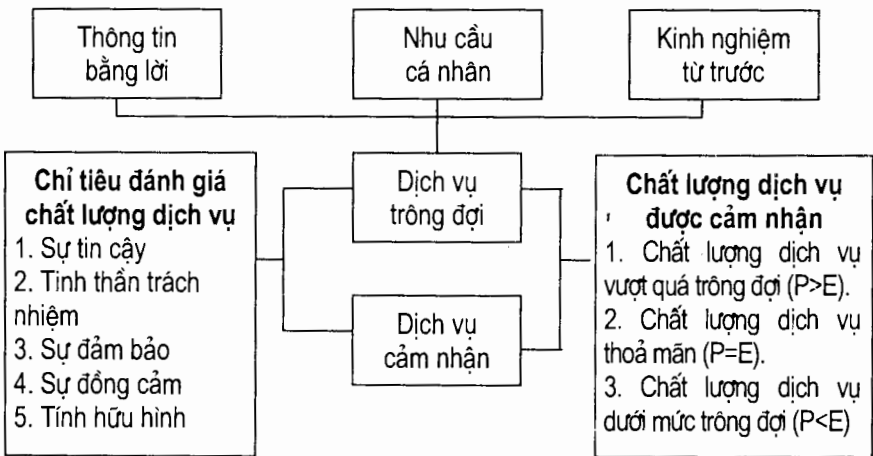 Thông tin
bằng lời
Nhu cầu
cá nhân
Kinh nghiệm
từ trước
Chỉ tiêu đánh giá
chất lượng dịch vụ
1. Sự tin cậy
2. Tinh thần trách
nhiệm
3. Sự đảm bảo
4. Sự đồng cảm
5. Tính hữu hình
Dịch vụ
trông đợi
Dịch vụ
cảm nhận
Chất lượng dịch vụ
được cảm nhận
1. Chất lượng dịch vụ
vượt quá trông đợi (P>E).
2. Chất lượng dịch vụ
thoả mãn (P=E).
3. Chất lượng dịch vụ
dưới mức trông đợi (P<E)